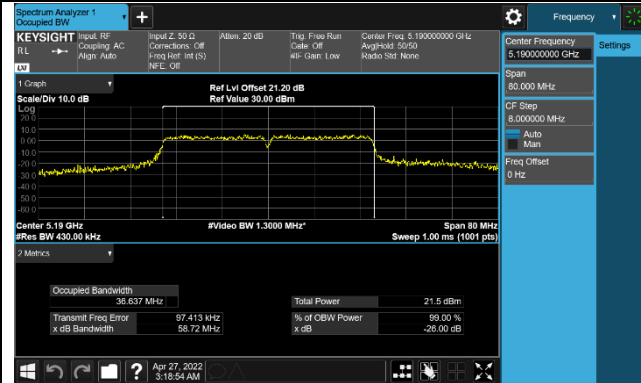 Spectrum Analyzer 1
Occupied BW
+
Frequency
KEYSIGHT
RL
LXI
Input: RF
Coupling: AC
Align: Auto
Input Z: 50 Ω
Corrections: Off
Freq Ref: Int (S)
NFE: Off
Atten: 20 dB
Trig: Free Run
Gate: Off
#IF Gain: Low
Center Freq: 5.190000000 GHz
Avg|Hold: 50/50
Radio Std: None
Center Frequency
5.190000000 GHz
Settings
Span
80.000 MHz
CF Step
8.000000 MHz
Auto
Man
Freq Offset
0 Hz
1 Graph
Ref Lvl Offset 21.20 dB
Scale/Div 10.0 dB
Ref Value 30.00 dBm
Log
20.0
10.0
0.00
-10.0
-20.0
-30.0
-40.0
-50.0
-60.0
Center 5.19 GHz
#Video BW 1.3000 MHz*
Span 80 MHz
#Res BW 430.00 kHz
Sweep 1.00 ms (1001 pts)
2 Metrics
Occupied Bandwidth
36.637 MHz
Total Power
21.5 dBm
Transmit Freq Error
97.413 kHz
% of OBW Power
99.00 %
x dB Bandwidth
58.72 MHz
x dB
-26.00 dB
?
Apr 27, 2022
3:18:54 AM